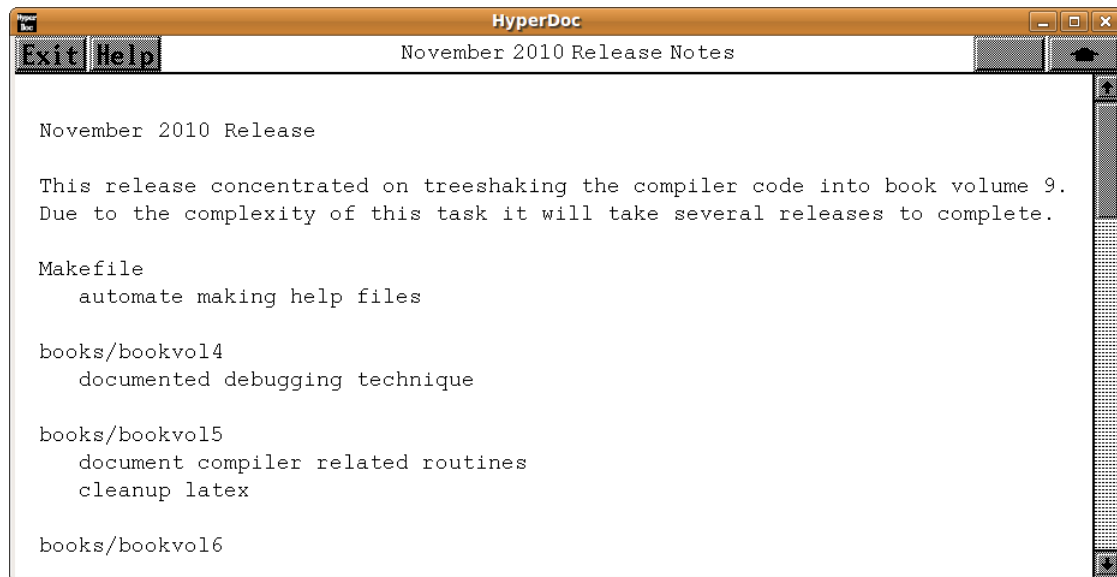 Hyper Doc
HyperDoc
Exit Help
November 2010 Release Notes
November 2010 Release
This release concentrated on treeshaking the compiler code into book volume 9.
Due to the complexity of this task it will take several releases to complete.
Makefile
automate making help files
books/bookvol4
documented debugging technique
books/bookvol5
document compiler related routines
cleanup latex
books/bookvol6